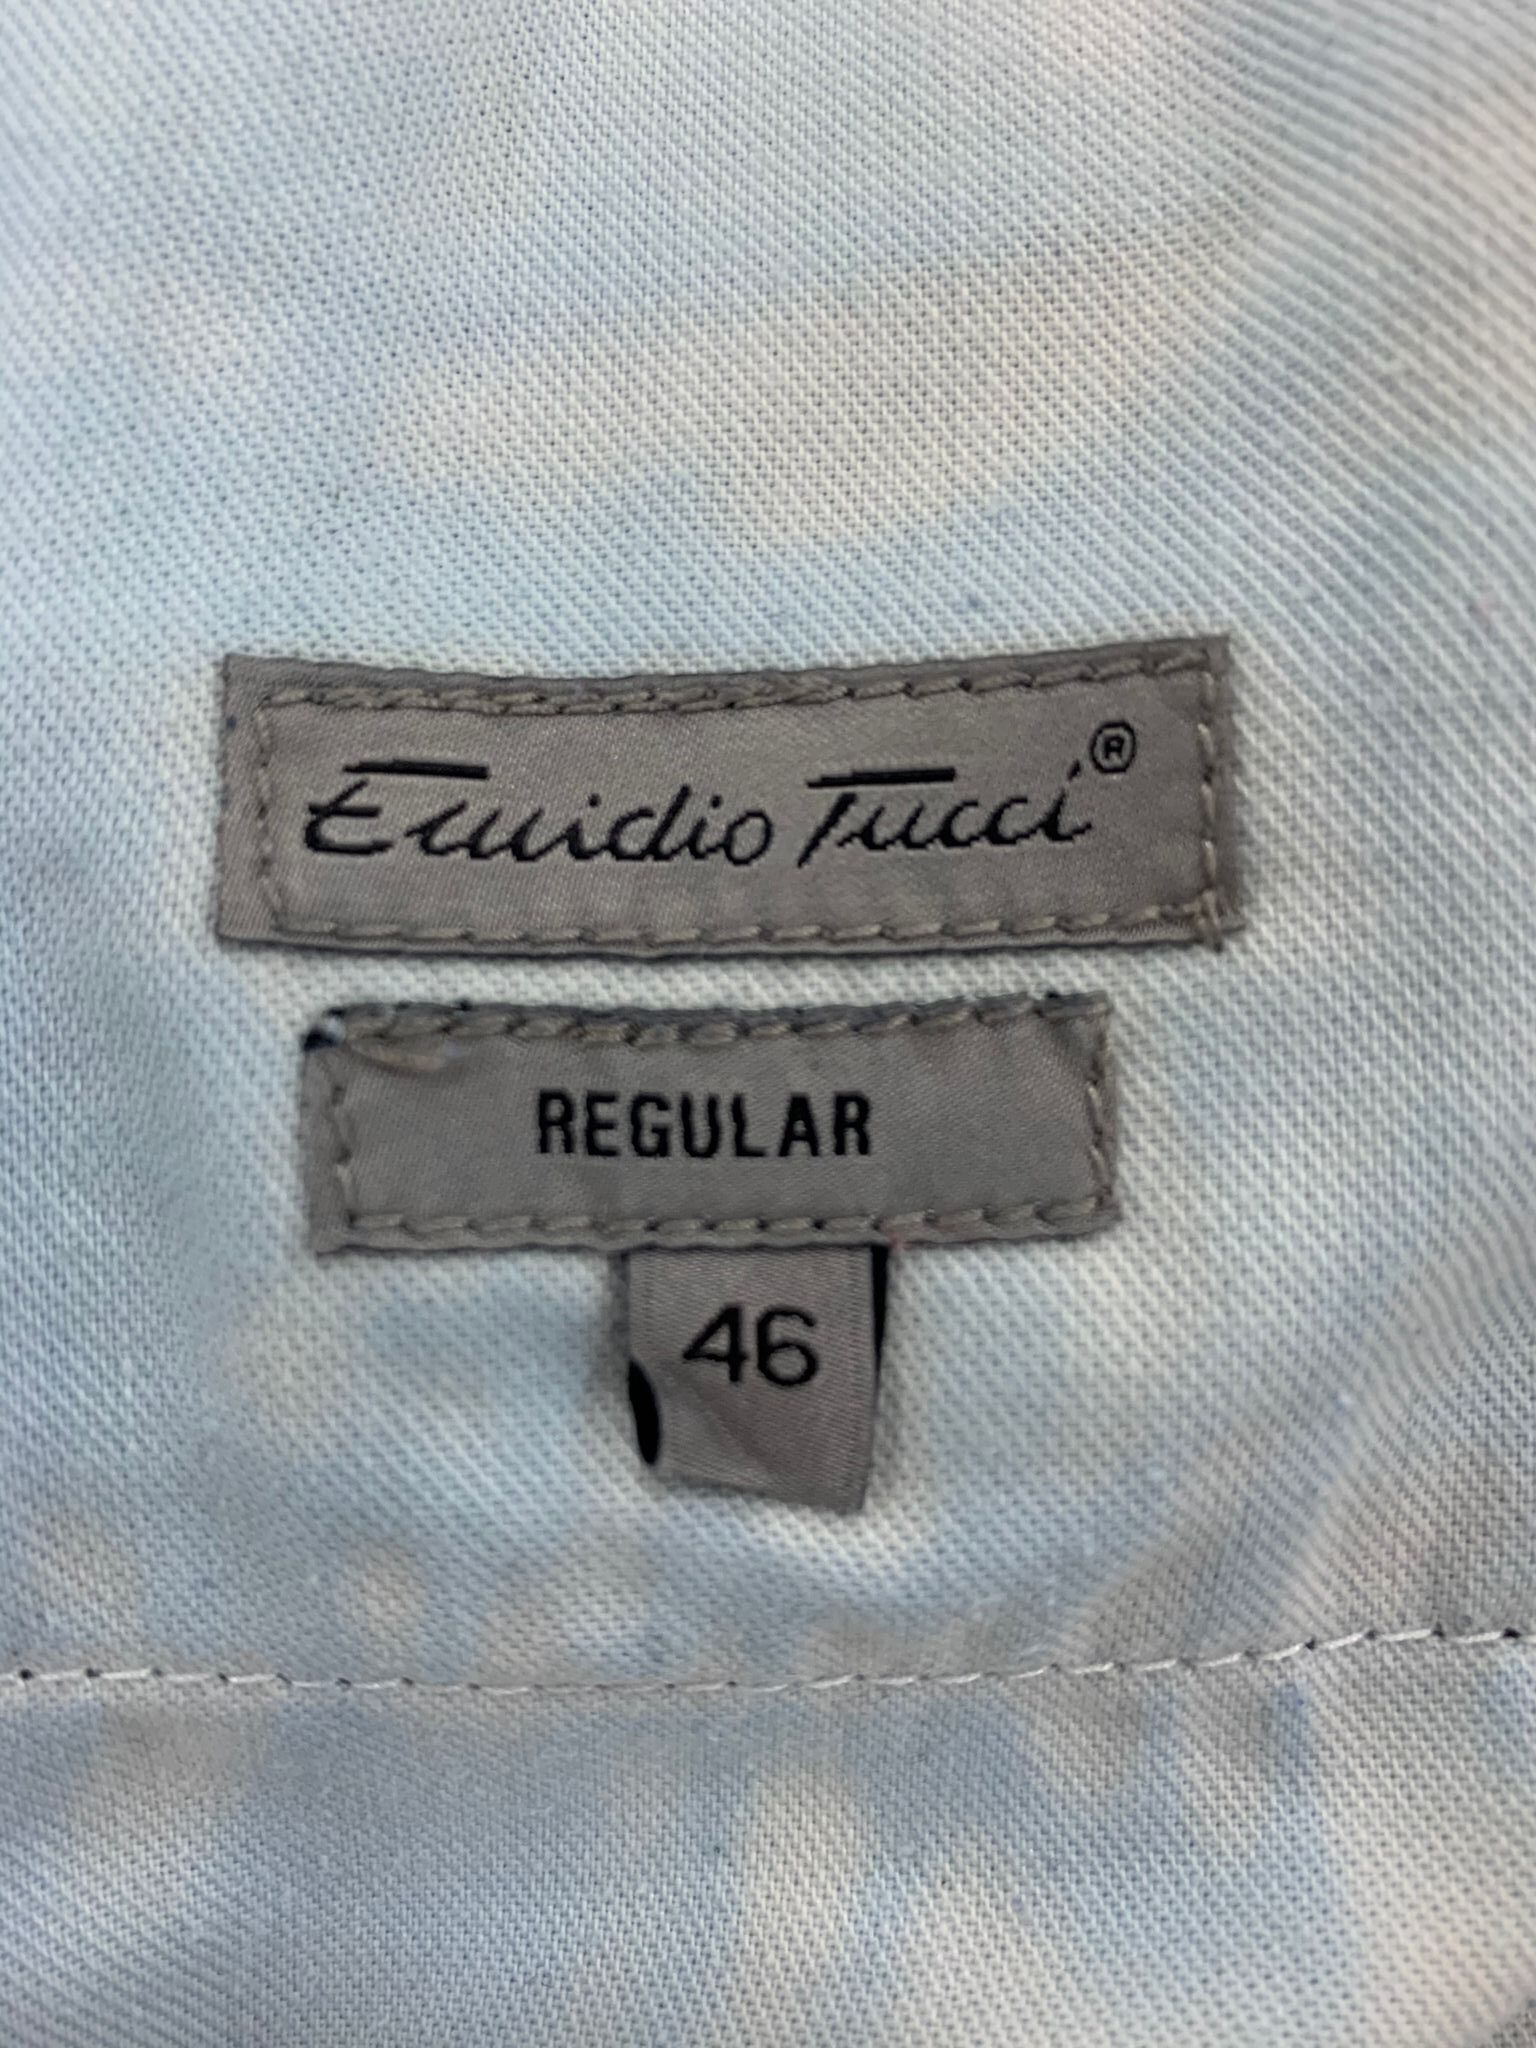 Emidio Tucci®
REGULAR
46